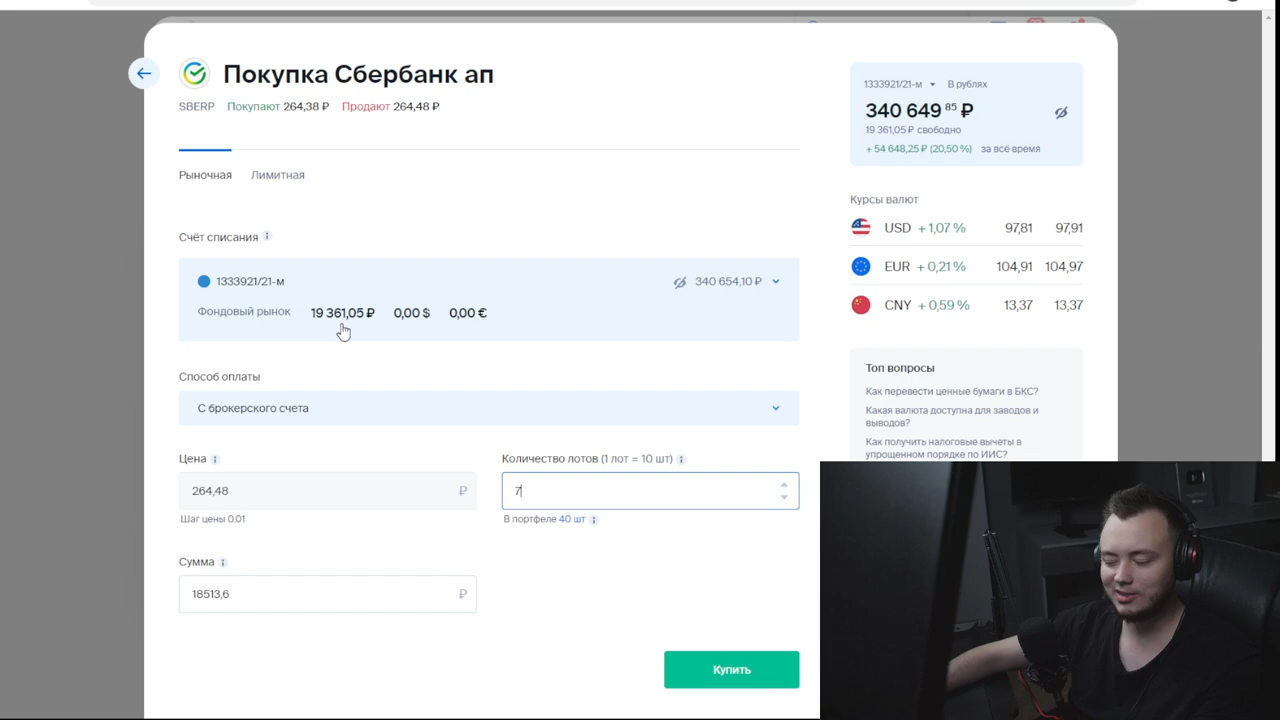 Покупка Сбербанк ап
SBERP Покупают 264,38 ₽ Продают 264,48 ₽
Рыночная Лимитная
Счёт списания
1333921/21-м 340 654,10 ₽
Фондовый рынок 19 361,05 ₽ 0,00 $ 0,00 €
Способ оплаты
С брокерского счета
Цена Количество лотов (1 лот = 10 шт)
264,48 ₽ 7
Шаг цены 0.01 В портфеле 40 шт
Сумма
18513,6 ₽
Купить
1333921/21-м В рублях
340 649 85 ₽
19 361,05 ₽ свободно
+ 54 648,25 ₽ (20,50 %) за всё время
Курсы валют
USD + 1,07 % 97,81 97,91
EUR + 0,21 % 104,91 104,97
CNY + 0,59 % 13,37 13,37
Топ вопросы
Как перевести ценные бумаги в БКС?
Какая валюта доступна для заводов и
выводов?
Как получить налоговые вычеты в
упрощенном порядке по ИИС?